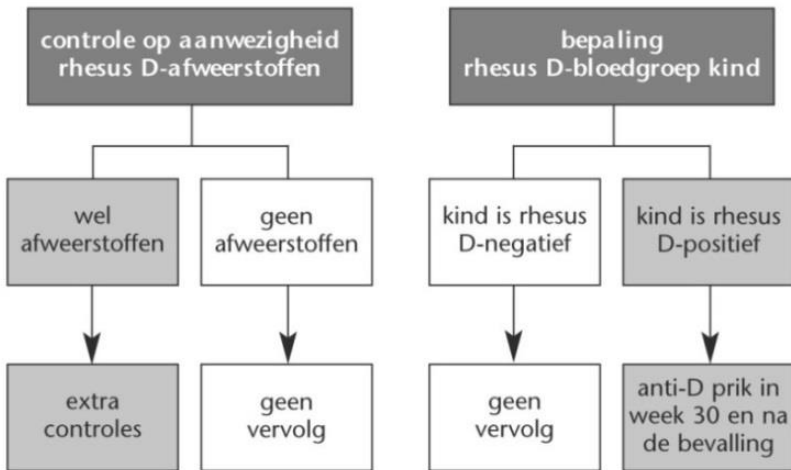 controle op aanwezigheid
rhesus D-afweerstoffen
wel
afweerstoffen
geen
afweerstoffen
extra
controles
geen
vervolg
bepaling
rhesus D-bloedgroep kind
kind is rhesus
D-negatief
kind is rhesus
D-positief
geen
vervolg
anti-D prik in
week 30 en na
de bevalling